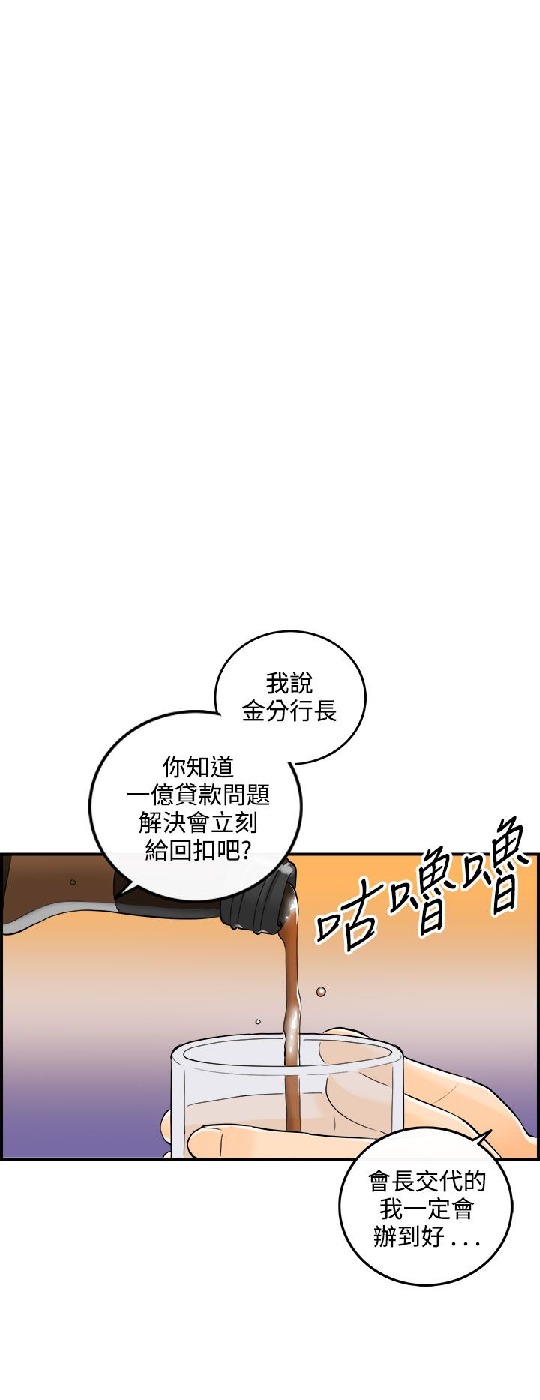 我說
金分行長
你知道
一億貸款問題
解決會立刻
給回扣吧?
咕嚕嚕
會長交代的
我一定會
辦到好...